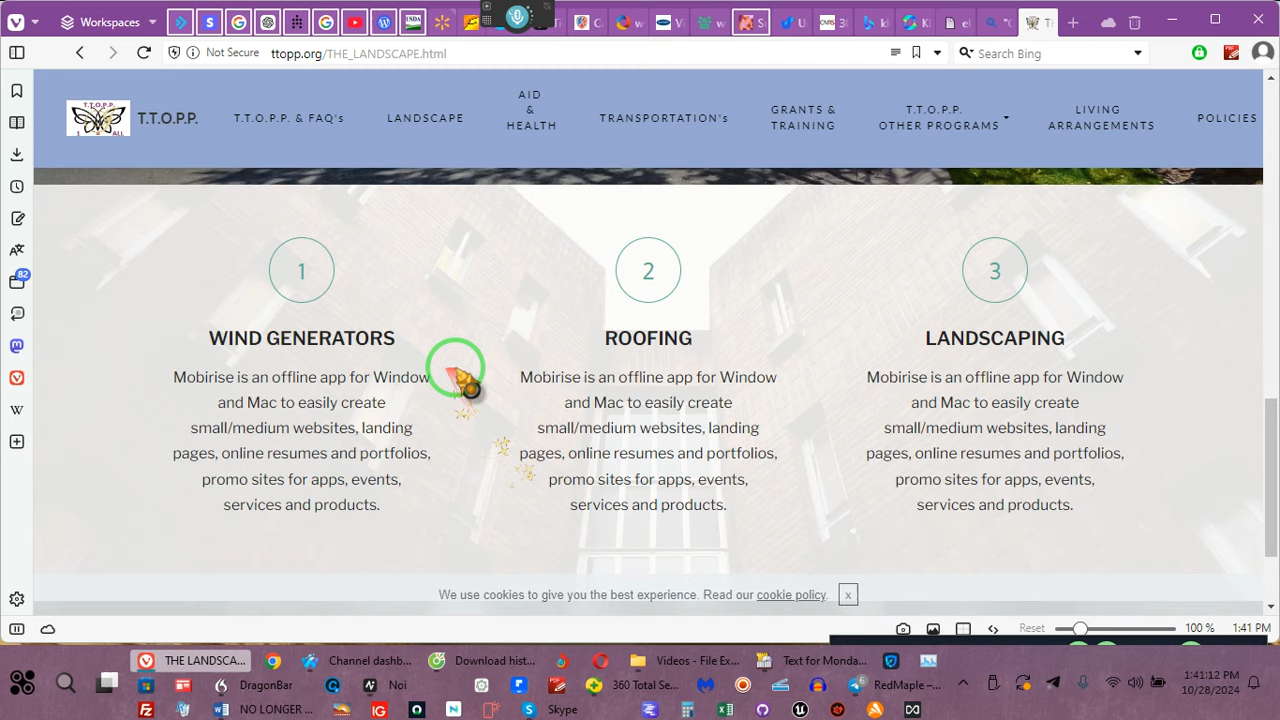 Workspaces
Not Secure ttopp.org/THE_LANDSCAPE.html
Search Bing
T.T.O.P.P.
1 = ALL
T.T.O.P.P.
T.T.O.P.P. & FAQ's
LANDSCAPE
AID
&
HEALTH
TRANSPORTATION's
GRANTS &
TRAINING
T.T.O.P.P.
OTHER PROGRAMS
LIVING
ARRANGEMENTS
POLICIES
82
1
WIND GENERATORS
Mobirise is an offline app for Window
and Mac to easily create
small/medium websites, landing
pages, online resumes and portfolios,
promo sites for apps, events,
services and products.
2
ROOFING
Mobirise is an offline app for Window
and Mac to easily create
small/medium websites, landing
pages, online resumes and portfolios,
promo sites for apps, events,
services and products.
3
LANDSCAPING
Mobirise is an offline app for Window
and Mac to easily create
small/medium websites, landing
pages, online resumes and portfolios,
promo sites for apps, events,
services and products.
We use cookies to give you the best experience. Read our cookie policy. x
Reset 100 % 1:41 PM
THE LANDSCA...
Channel dashb...
Download hist...
Videos - File Ex...
Text for Monda...
DragonBar
Noi
360 Total Se...
RedMaple –...
NO LONGER ...
Skype
1:41:12 PM
10/28/2024